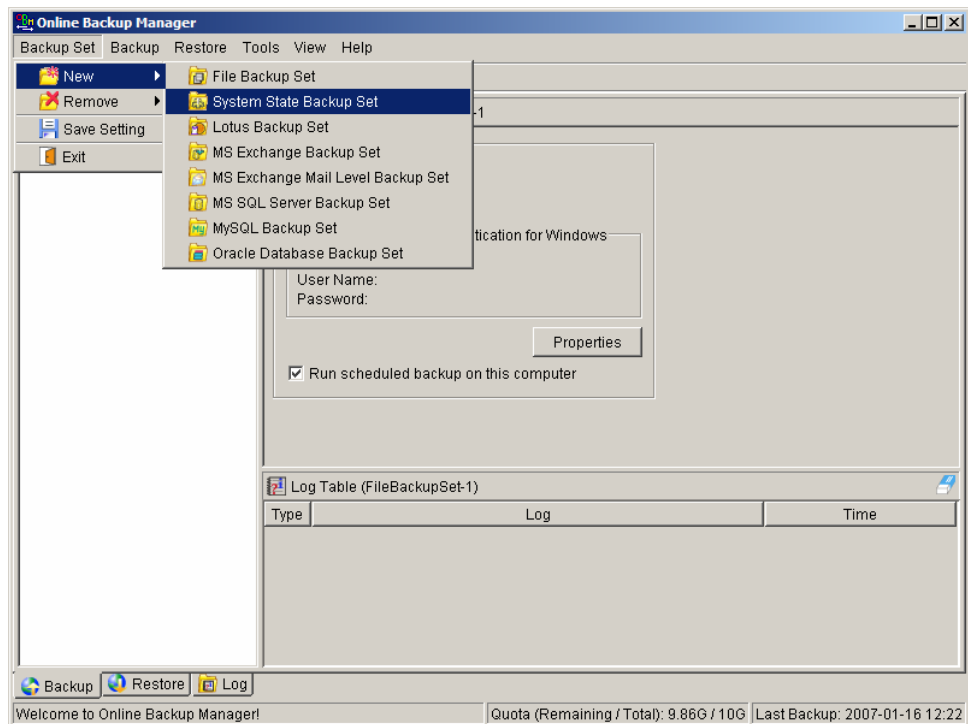 Online Backup Manager
Backup Set Backup Restore Tools View Help
New
Remove
Save Setting
Exit
File Backup Set
System State Backup Set
Lotus Backup Set
MS Exchange Backup Set
MS Exchange Mail Level Backup Set
MS SQL Server Backup Set
MySQL Backup Set
Oracle Database Backup Set
-1
tication for Windows
User Name:
Password:
Properties
Run scheduled backup on this computer
Log Table (FileBackupSet-1)
Type Log Time
Backup Restore Log
Welcome to Online Backup Manager! Quota (Remaining / Total): 9.86G / 10G Last Backup: 2007-01-16 12:22